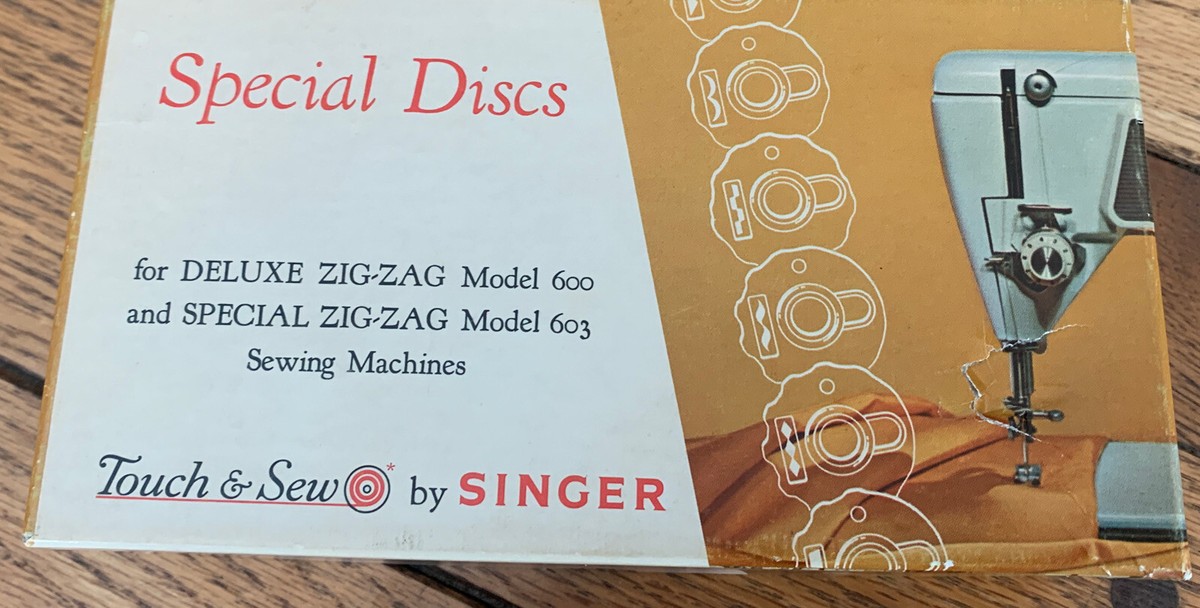 Special Discs
for DELUXE ZIG-ZAG Model 600
and SPECIAL ZIG-ZAG Model 603
Sewing Machines
Touch & Sew* by SINGER